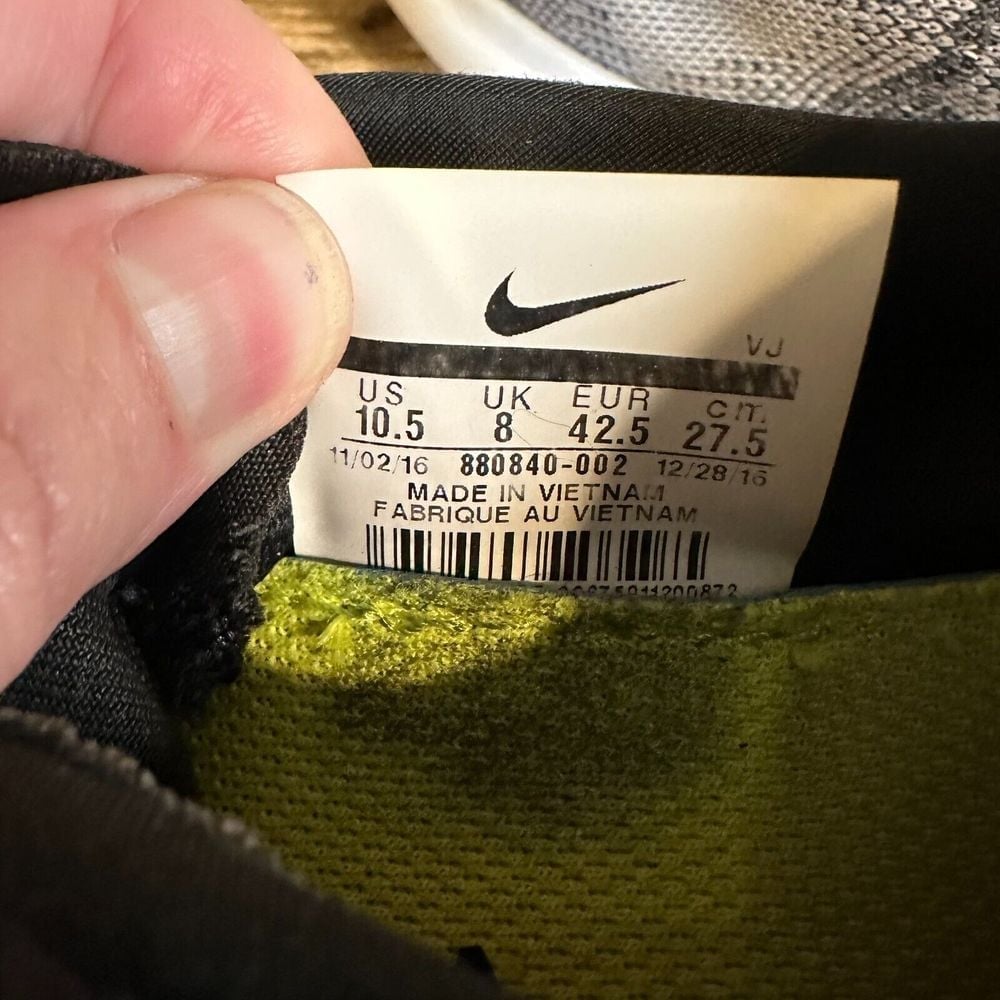 VJ
US UK EUR CM.
10.5 8 42.5 27.5
11/02/16 880840-002 12/28/16
MADE IN VIETNAM
FABRIQUE AU VIETNAM